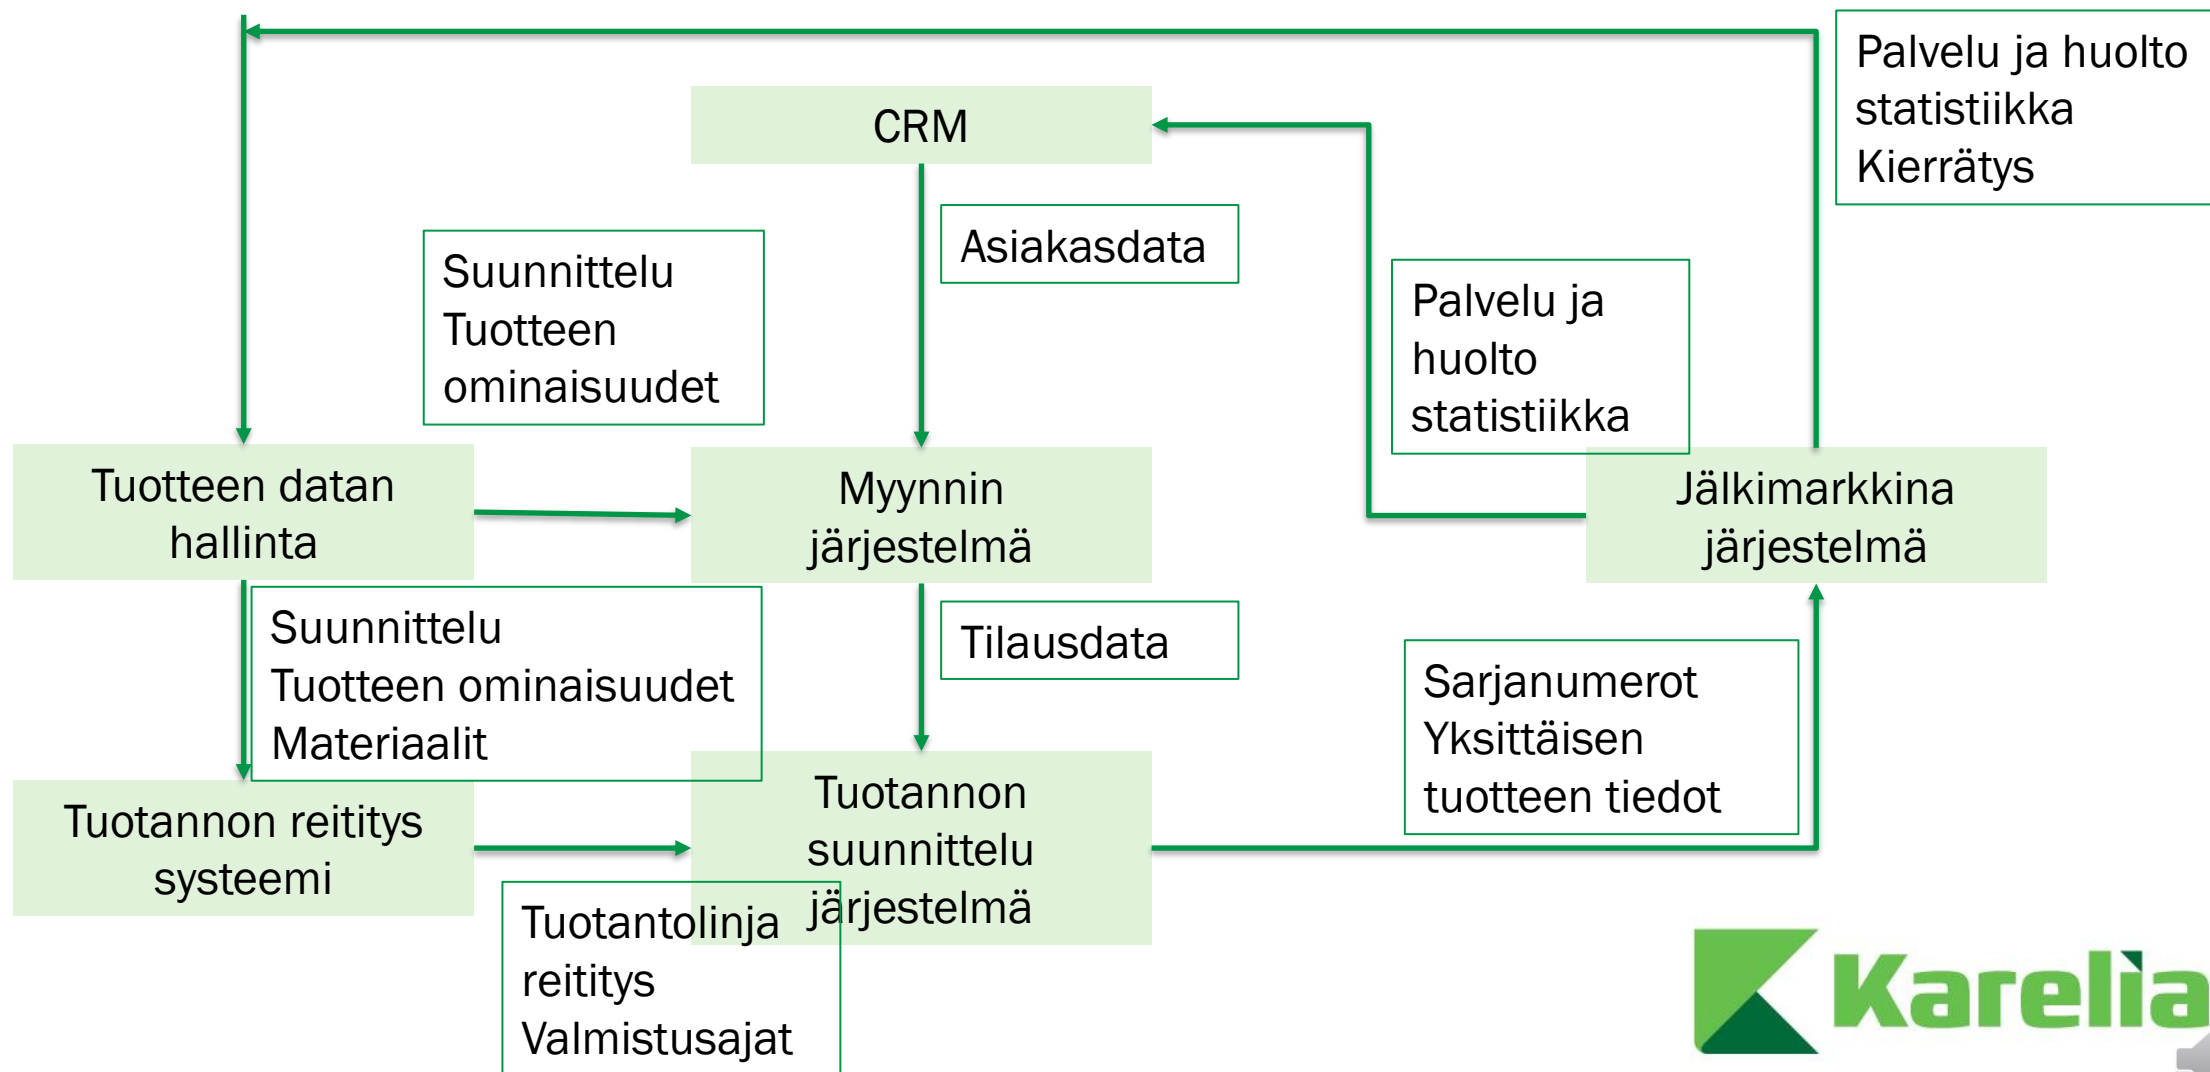 Palvelu ja huolto
statistiikka
Kierrätys
CRM
Asiakasdata
Suunnittelu
Tuotteen
ominaisuudet
Palvelu ja
huolto
statistiikka
Tuotteen datan
hallinta
Myynnin
järjestelmä
Jälkimarkkina
järjestelmä
Suunnittelu
Tuotteen ominaisuudet
Materiaalit
Tilausdata
Sarjanumerot
Yksittäisen
tuotteen tiedot
Tuotannon reititys
systeemi
Tuotannon
suunnittelu
järjestelmä
Tuotantolinja
reititys
Valmistusajat
Karelia